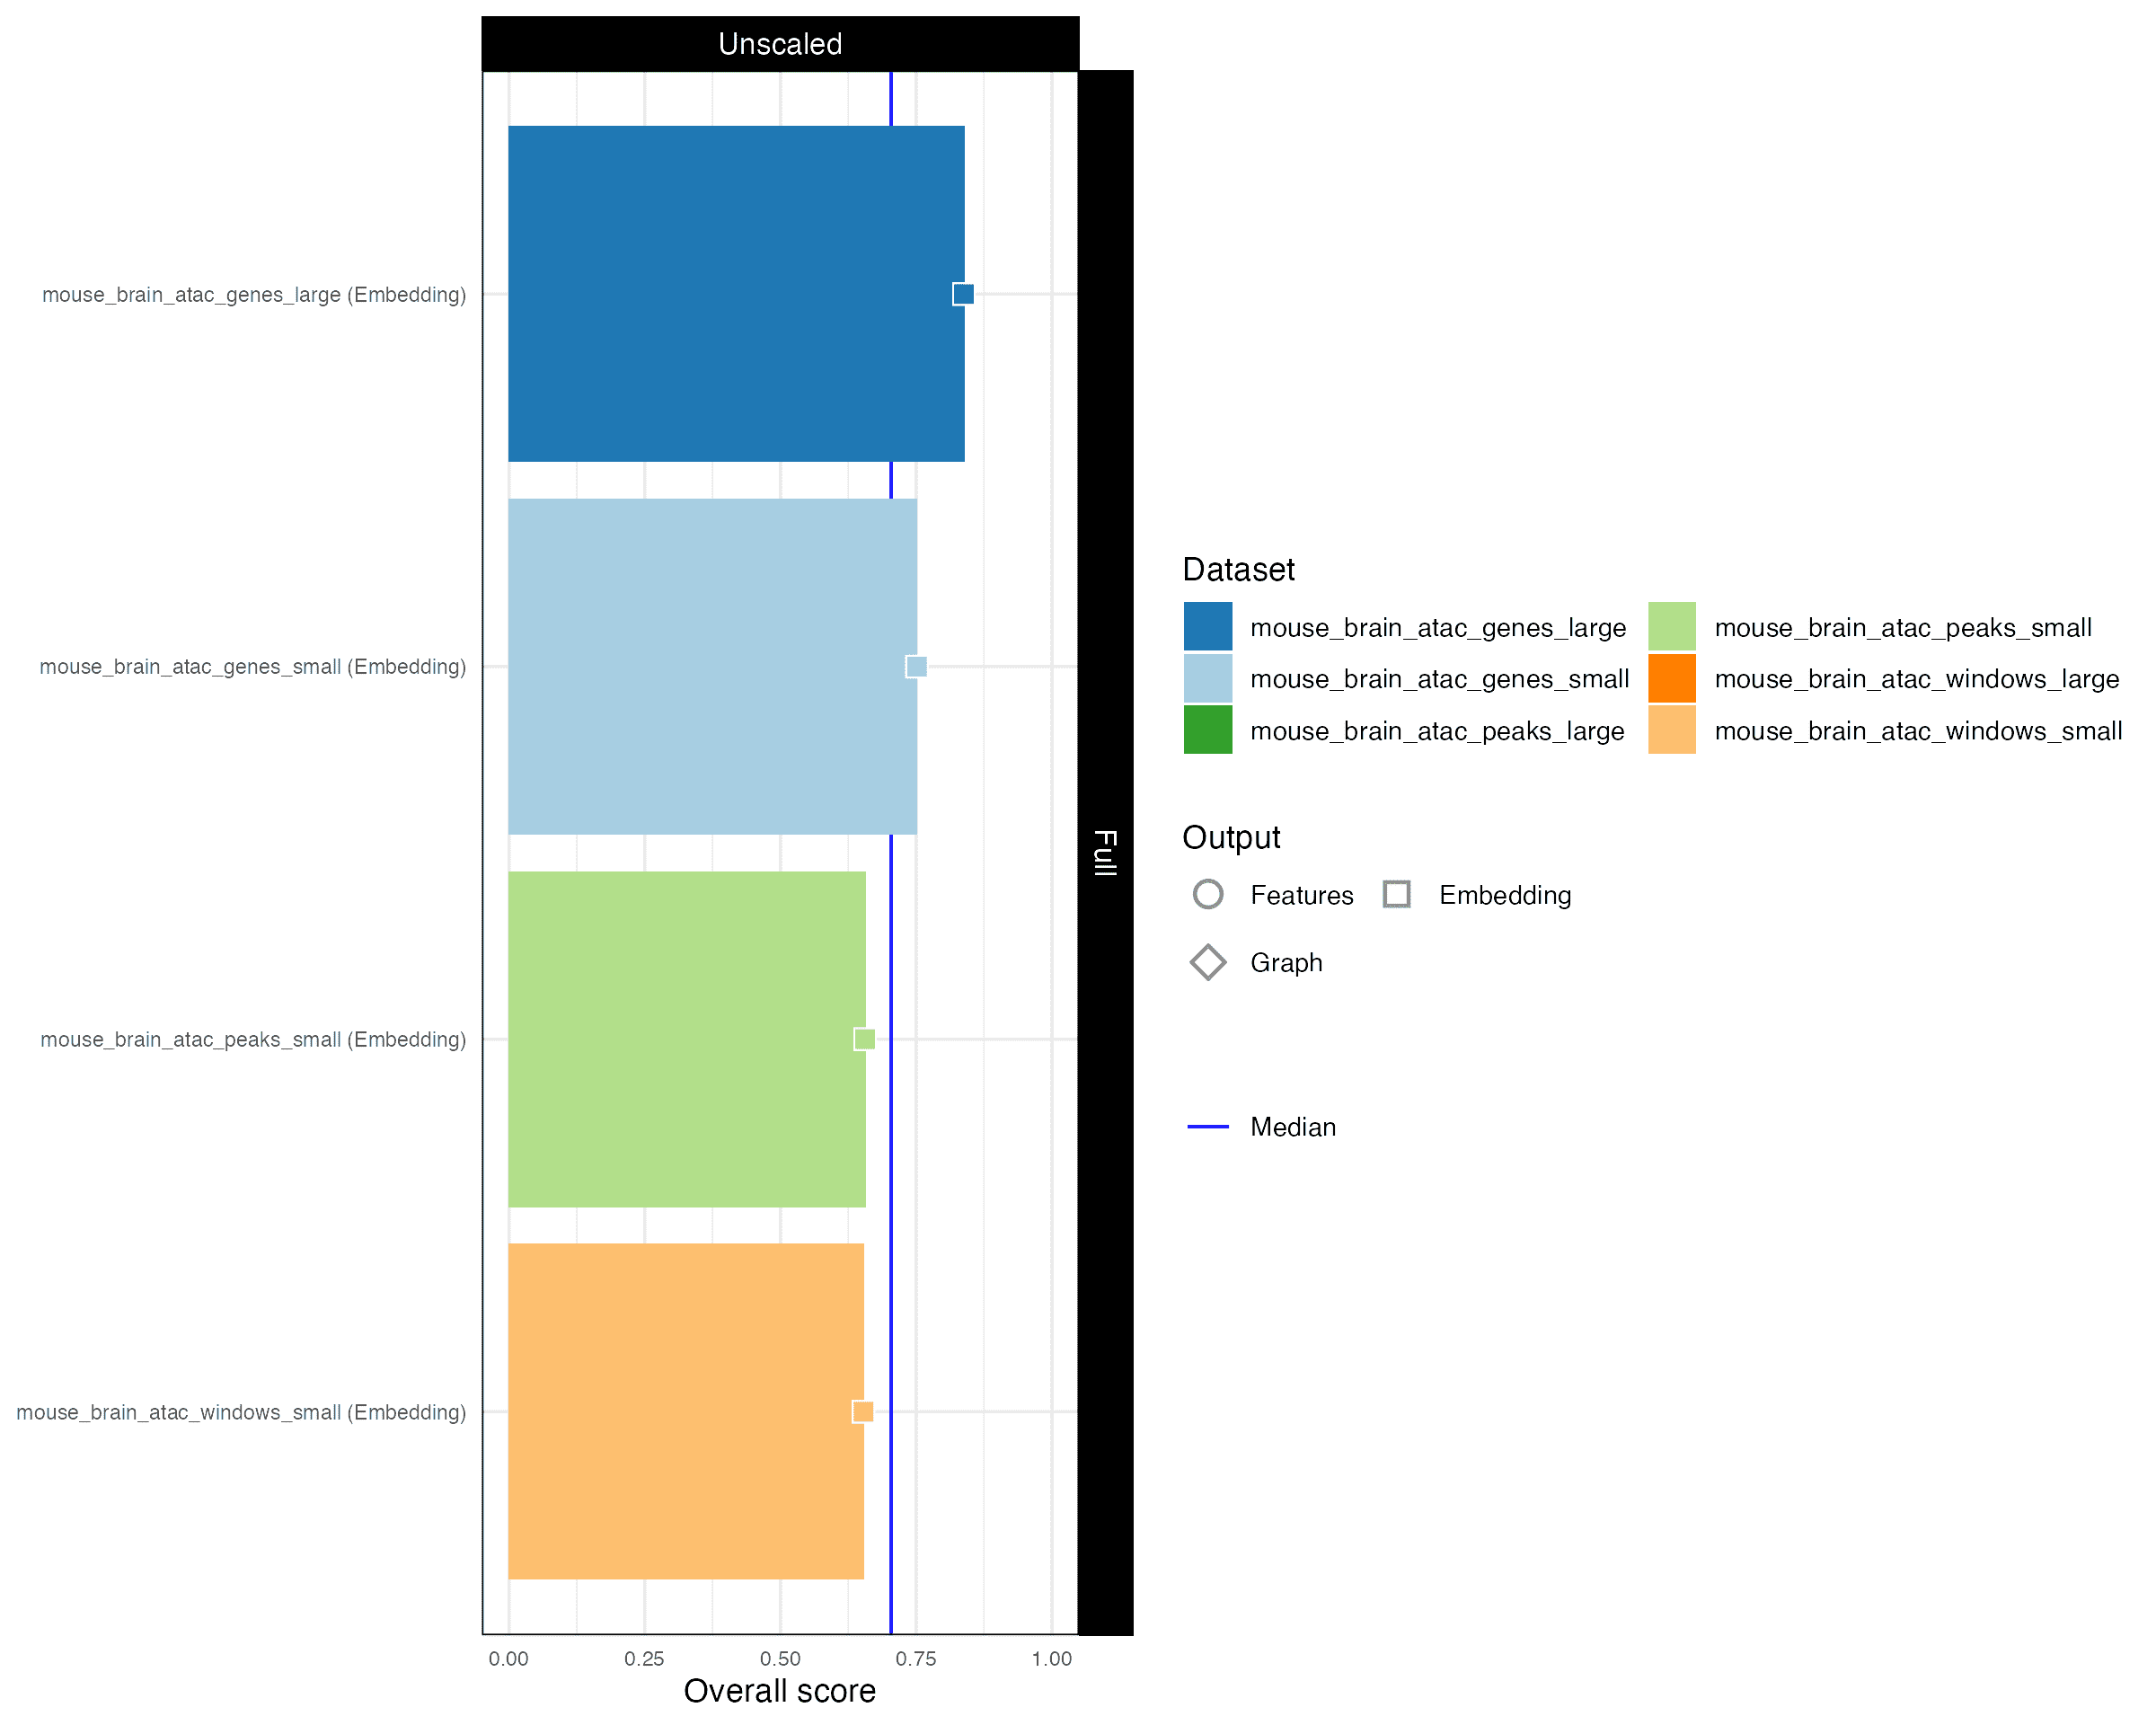 Unscaled
Full
mouse_brain_atac_genes_large (Embedding)
mouse_brain_atac_genes_small (Embedding)
mouse_brain_atac_peaks_small (Embedding)
mouse_brain_atac_windows_small (Embedding)
0.00 0.25 0.50 0.75 1.00
Overall score
Dataset
mouse_brain_atac_genes_large mouse_brain_atac_peaks_small
mouse_brain_atac_genes_small mouse_brain_atac_windows_large
mouse_brain_atac_peaks_large mouse_brain_atac_windows_small
Output
Features Embedding
Graph
Median